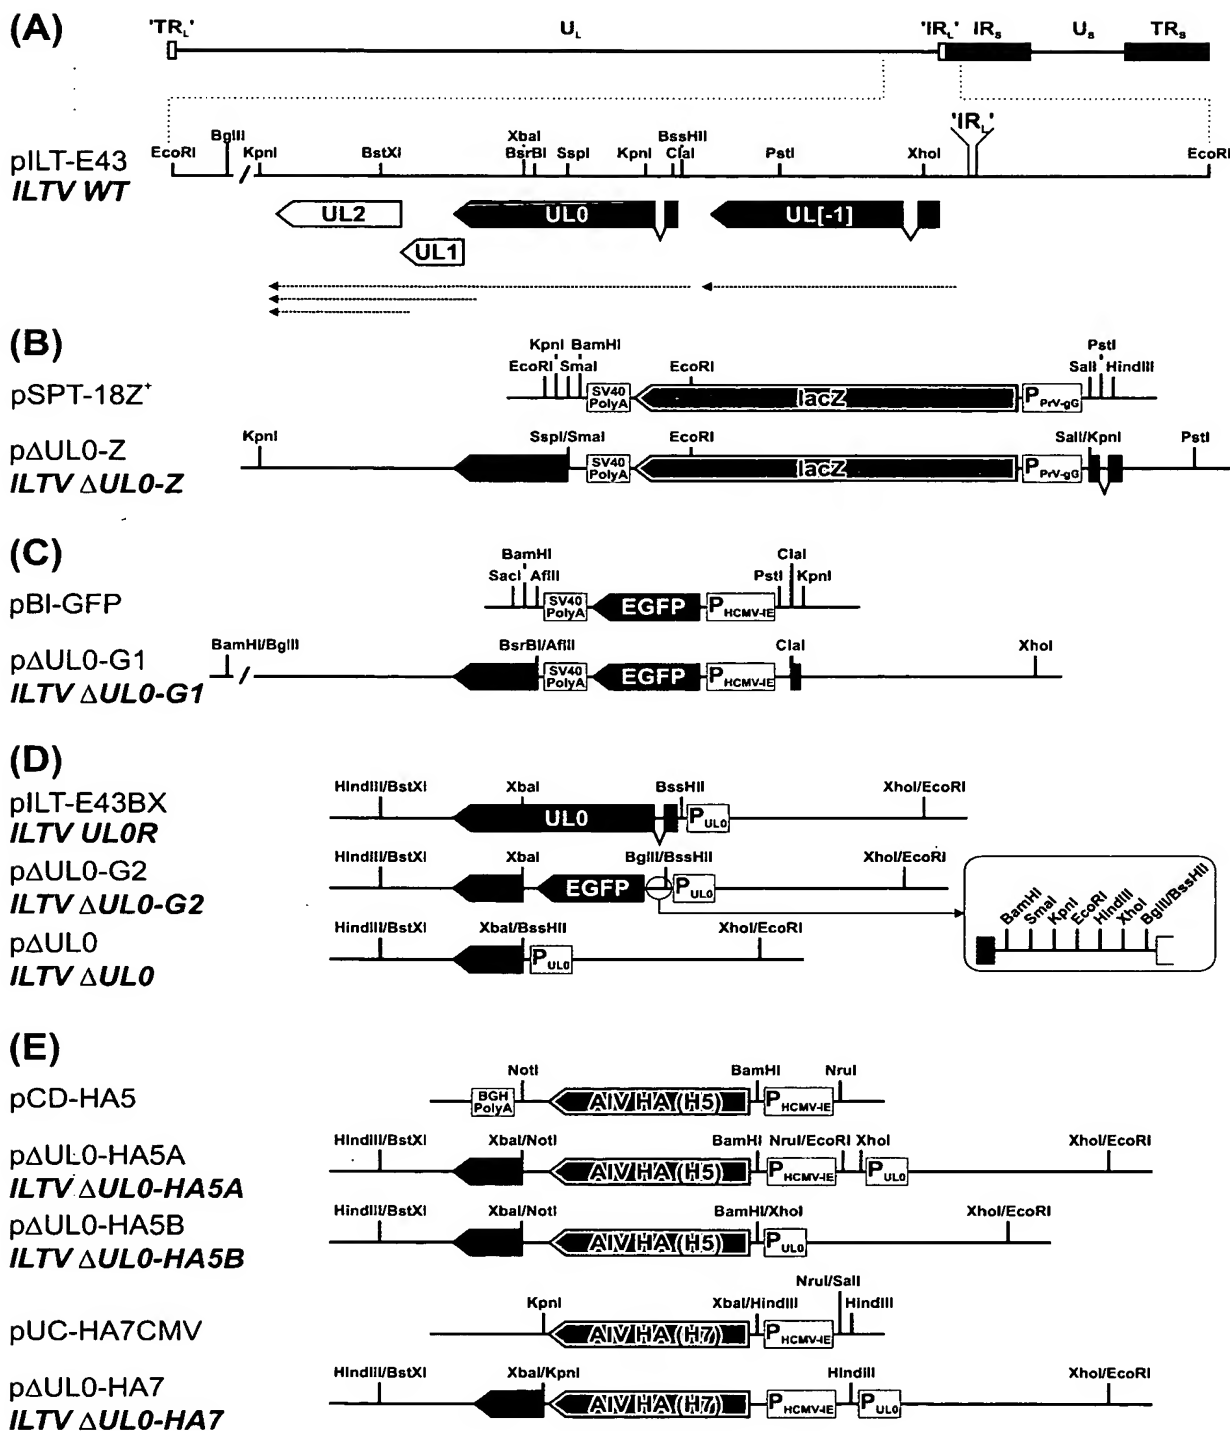 (A)
'TRL' UL 'IRL' IRS US TRS
'IRL'
BglII XbaI BssHII
EcoRI KpnI BstXI BsrBI SspI KpnI ClaI PstI XhoI EcoRI
pILT-E43
ILTV WT
UL2 UL0 UL[-1]
UL1
(B)
KpnI BamHI PstI
EcoRI SmaI EcoRI SalI HindIII
pSPT-18Z+
SV40 PolyA lacZ PPrV-gG
KpnI SspI/SmaI EcoRI SalI/KpnI PstI
pΔUL0-Z
ILTV ΔUL0-Z
SV40 PolyA lacZ PPrV-gG
(C)
BamHI ClaI
SacI AflII PstI KpnI
pBI-GFP
SV40 PolyA EGFP PHCMV-IE
BamHI/BglII BsrBI/AflII ClaI XhoI
pΔUL0-G1
ILTV ΔUL0-G1
SV40 PolyA EGFP PHCMV-IE
(D)
HindIII/BstXI XbaI BssHII XhoI/EcoRI
pILT-E43BX
ILTV UL0R
UL0 PUL0
HindIII/BstXI XbaI BglII/BssHII XhoI/EcoRI
pΔUL0-G2
ILTV ΔUL0-G2
EGFP PUL0
BamHI SmaI KpnI EcoRI HindIII XhoI BglII/BssHII
HindIII/BstXI XbaI/BssHII XhoI/EcoRI
pΔUL0
ILTV ΔUL0
PUL0
(E)
NotI BamHI NruI
pCD-HA5
BGH PolyA AIV HA (H5) PHCMV-IE
HindIII/BstXI XbaI/NotI BamHI NruI/EcoRI XhoI XhoI/EcoRI
pΔUL0-HA5A
ILTV ΔUL0-HA5A
AIV HA (H5) PHCMV-IE PUL0
HindIII/BstXI XbaI/NotI BamHI/XhoI XhoI/EcoRI
pΔUL0-HA5B
ILTV ΔUL0-HA5B
AIV HA (H5) PUL0
NruI/SalI
KpnI XbaI/HindIII HindIII
pUC-HA7CMV
AIV HA (H7) PHCMV-IE
HindIII/BstXI XbaI/KpnI HindIII XhoI/EcoRI
pΔUL0-HA7
ILTV ΔUL0-HA7
AIV HA (H7) PHCMV-IE PUL0